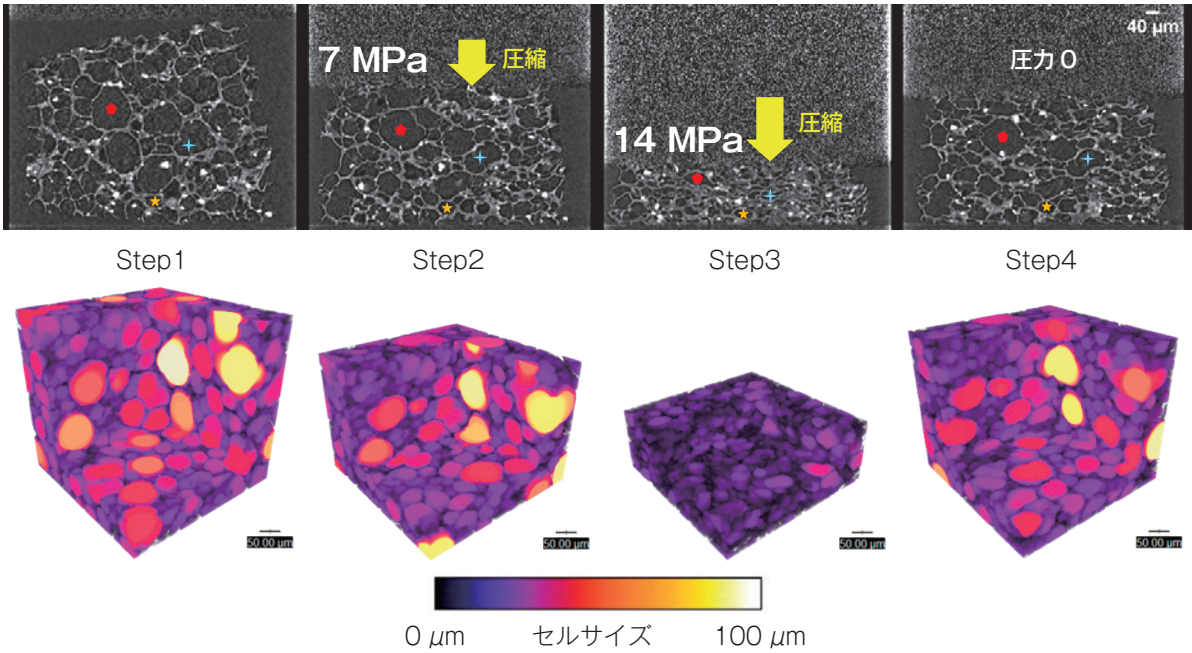 7 MPa
圧縮
14 MPa
圧縮
40 μm
圧力 0
Step1
Step2
Step3
Step4
50.00 μm
50.00 μm
50.00 μm
50.00 μm
0 μm
セルサイズ
100 μm